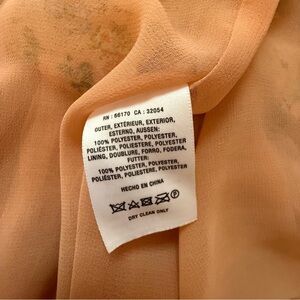 RN : 66170 CA : 32054
OUTER, EXTÉRIEUR, EXTERIOR,
ESTERNO, AUSSEN:
100% POLYESTER, POLYESTER,
POLIÉSTER, POLIESTERE, POLYESTER
LINING, DOUBLURE, FORRO, FODERA,
FUTTER:
100% POLYESTER, POLYESTER,
POLIÉSTER, POLIESTERE, POLYESTER
HECHO EN CHINA
P
DRY CLEAN ONLY